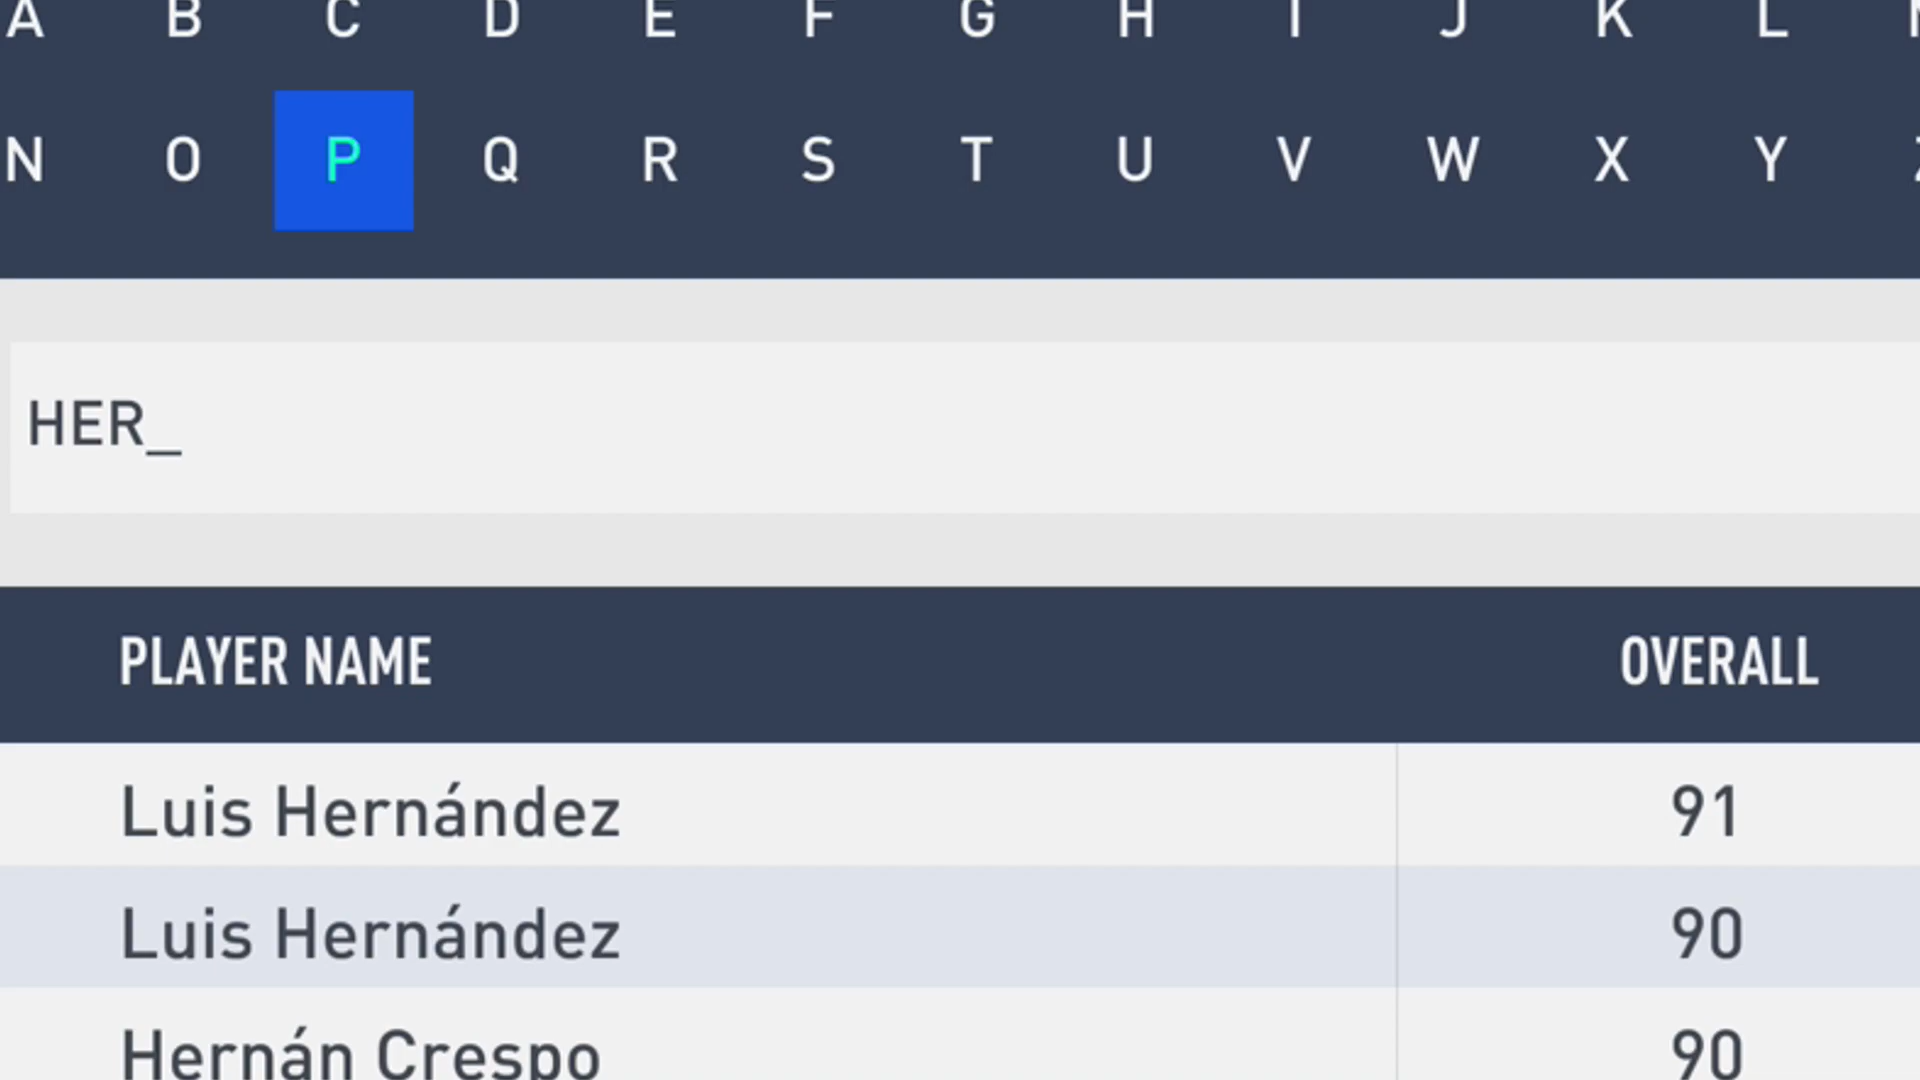 A B C D E F G H I J K L
N O P Q R S T U V W X Y Z
HER_
PLAYER NAME OVERALL
Luis Hernández 91
Luis Hernández 90
Hernán Crespo 90